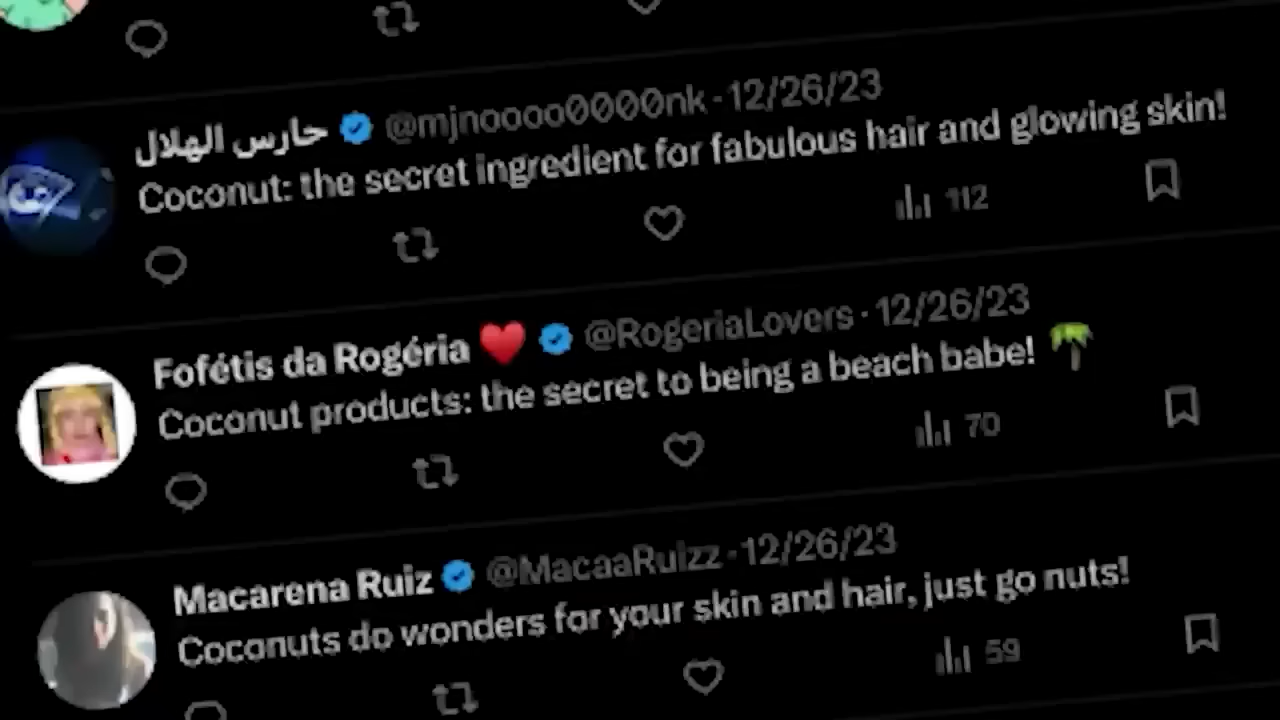 حارس الهلال @mjnoooo0000nk · 12/26/23
Coconut: the secret ingredient for fabulous hair and glowing skin!
112
Fofétis da Rogéria ❤️ @RogeriaLovers · 12/26/23
Coconut products: the secret to being a beach babe! 🌴
70
Macarena Ruiz @MacaaRuizz · 12/26/23
Coconuts do wonders for your skin and hair, just go nuts!
59